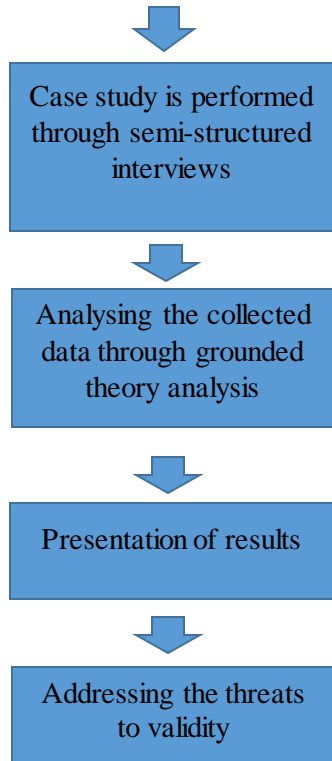 Case study is performed
through semi-structured
interviews
Analysing the collected
data through grounded
theory analysis
Presentation of results
Addressing the threats
to validity